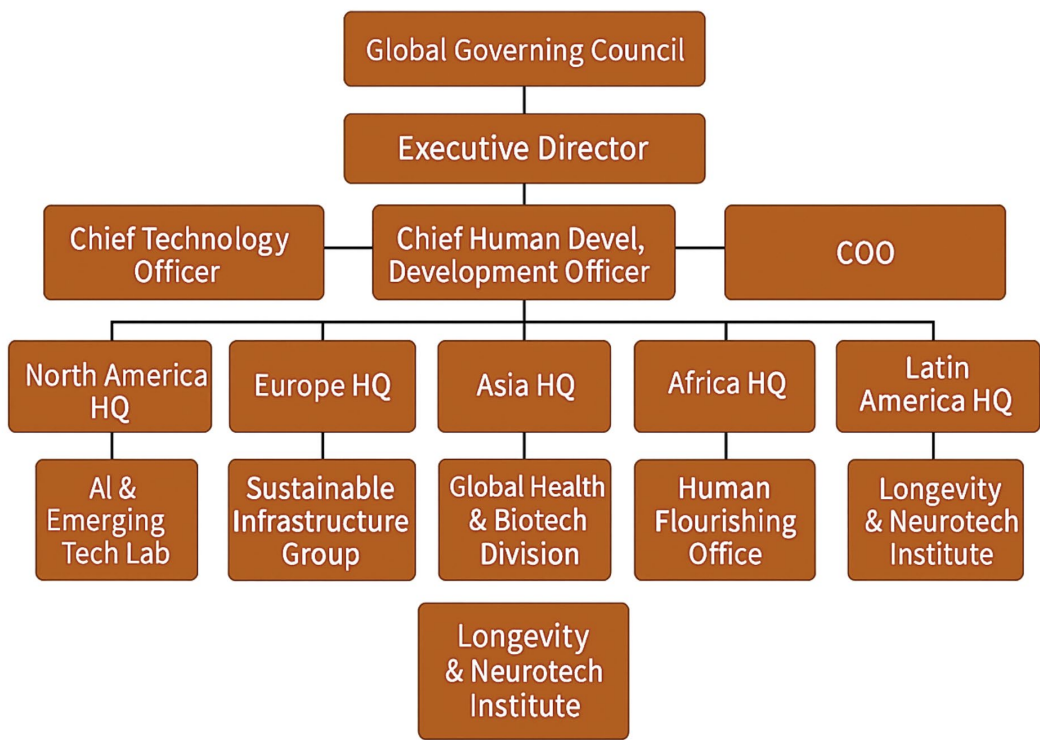 Global Governing Council
Executive Director
Chief Technology
Officer
Chief Human Devel,
Development Officer
COO
North America
HQ
Europe HQ
Asia HQ
Africa HQ
Latin
America HQ
AI &
Emerging
Tech Lab
Sustainable
Infrastructure
Group
Global Health
& Biotech
Division
Human
Flourishing
Office
Longevity
& Neurotech
Institute
Longevity
& Neurotech
Institute